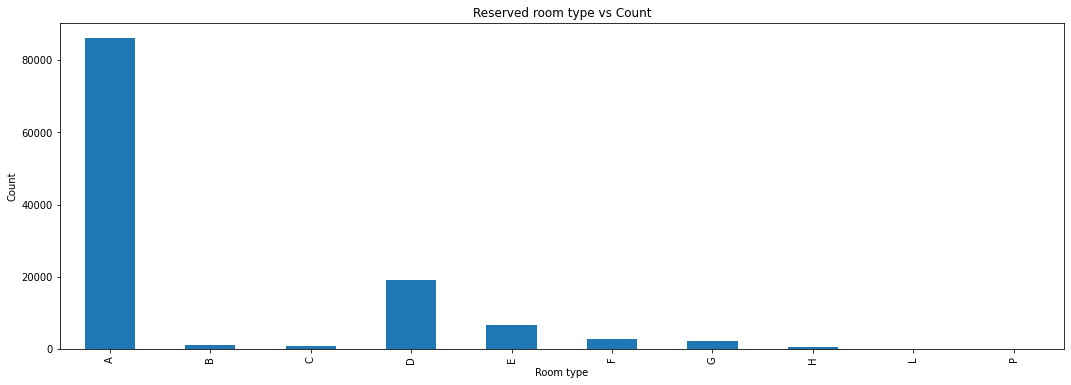 Reserved room type vs Count
Count
80000
60000
40000
20000
0
A
B
C
D
E
F
G
H
L
P
Room type